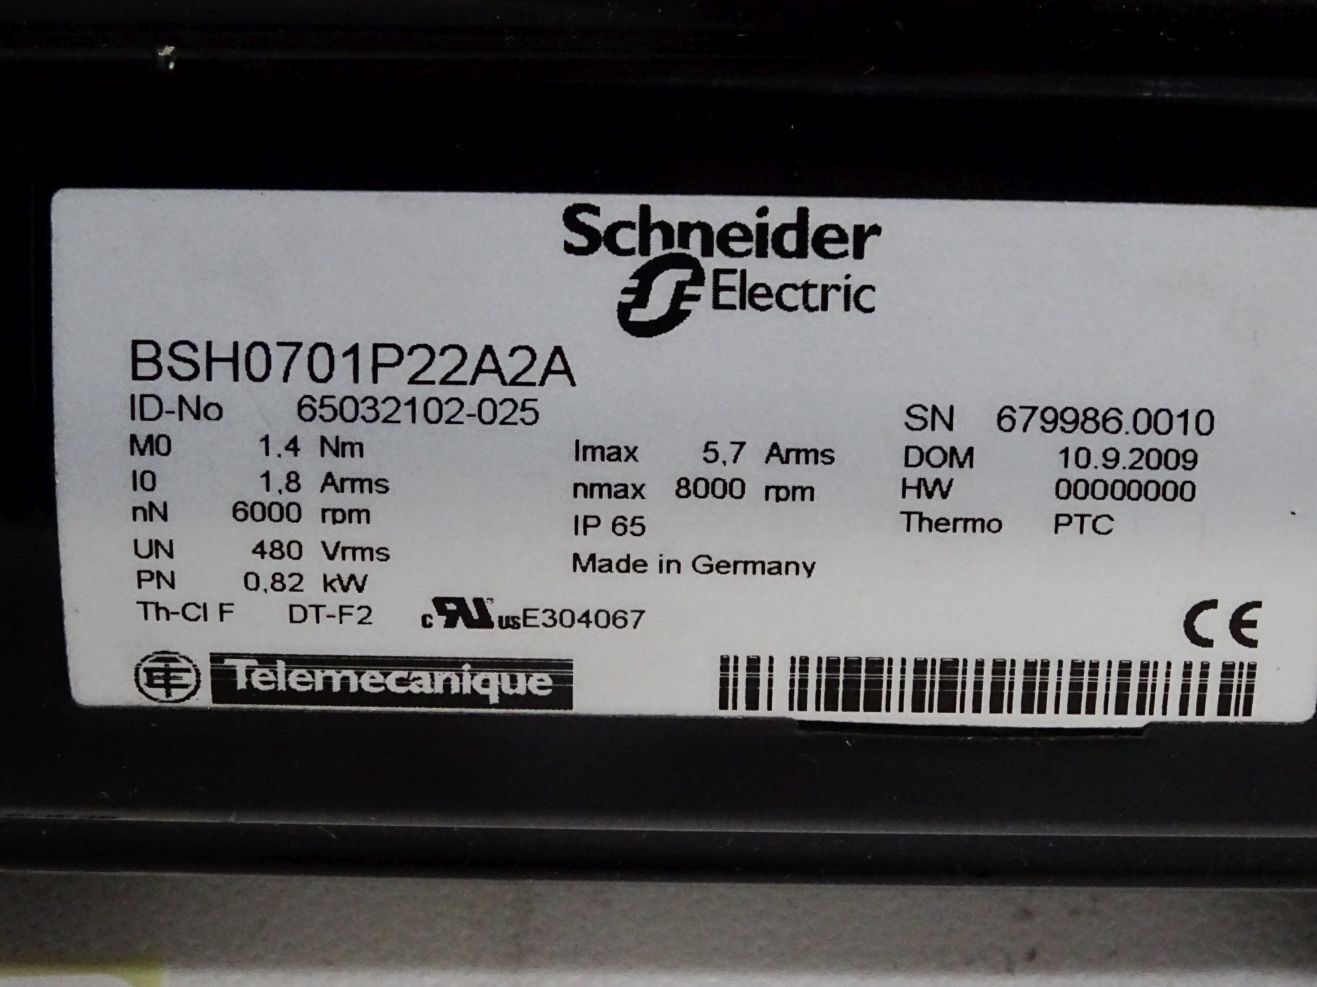 Schneider
Electric
BSH0701P22A2A
ID-No 65032102-025
SN 679986.0010
M0 1,4 Nm
Imax 5,7 Arms
DOM 10.9.2009
I0 1,8 Arms
nmax 8000 rpm
HW 00000000
nN 6000 rpm
IP 65
Thermo PTC
UN 480 Vrms
Made in Germany
PN 0,82 kW
Th-Cl F DT-F2 c RU us E304067
CE
TE Telemecanique